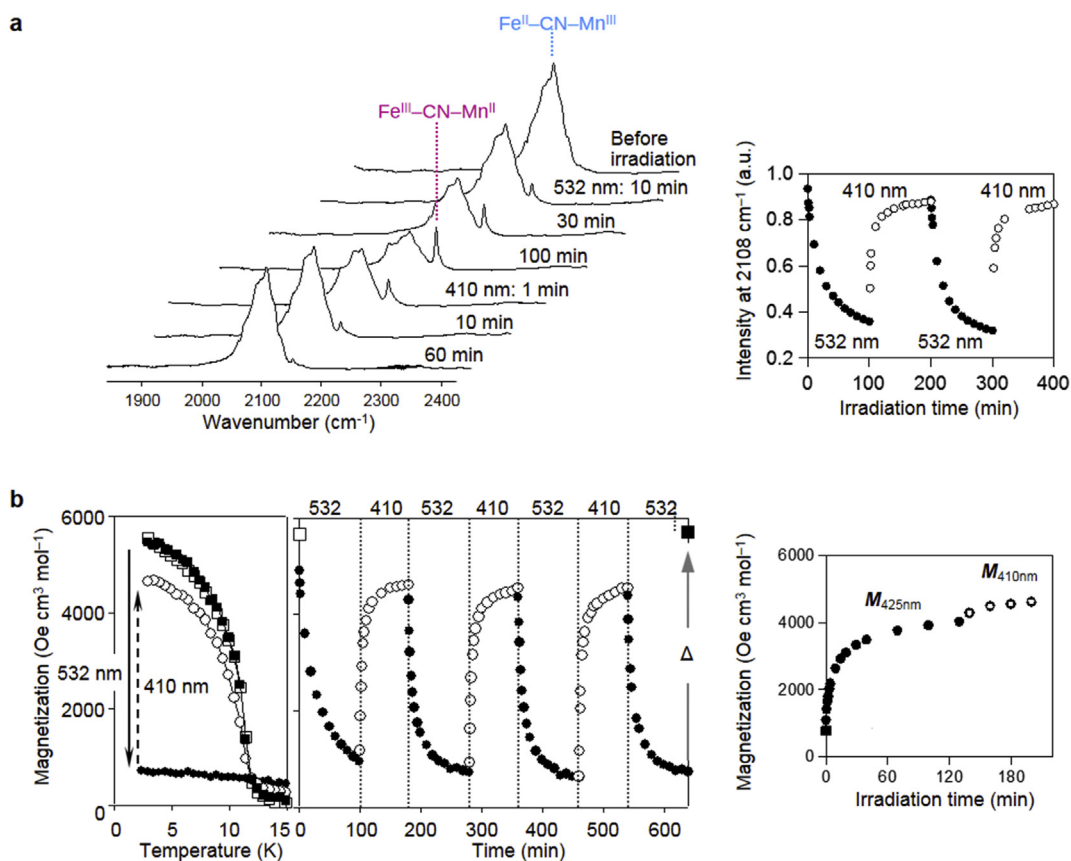 a
Fe^II–CN–Mn^III
Fe^III–CN–Mn^II
Before
irradiation
532 nm: 10 min
30 min
100 min
410 nm: 1 min
10 min
60 min
1900 2000 2100 2200 2300 2400
Wavenumber (cm⁻¹)
Intensity at 2108 cm⁻¹ (a.u.)
1.0
0.8
0.6
0.4
0.2
410 nm 410 nm
532 nm 532 nm
0 100 200 300 400
Irradiation time (min)
b
Magnetization (Oe cm³ mol⁻¹)
6000
4000
2000
0
532 nm
410 nm
0 5 10 15
Temperature (K)
532 410 532 410 532 410 532
Δ
0 100 200 300 400 500 600
Time (min)
Magnetization (Oe cm³ mol⁻¹)
6000
4000
2000
0
M410nm
M425nm
0 60 120 180
Irradiation time (min)